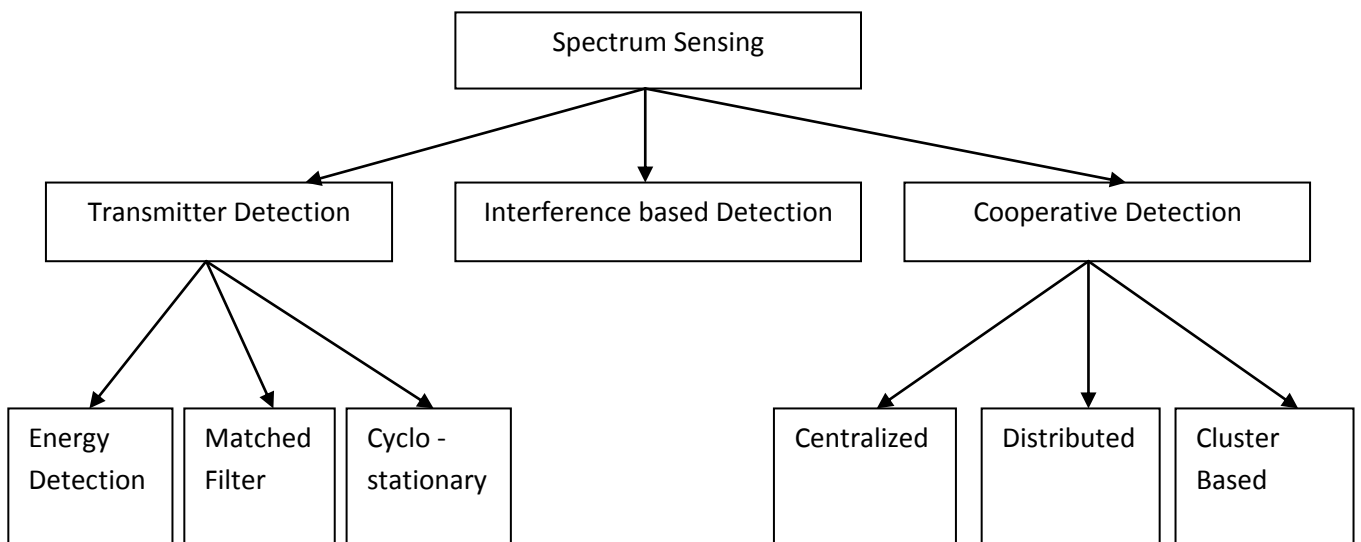 Spectrum Sensing
Transmitter Detection
Interference based Detection
Cooperative Detection
Energy
Detection
Matched
Filter
Cyclo -
stationary
Centralized
Distributed
Cluster
Based